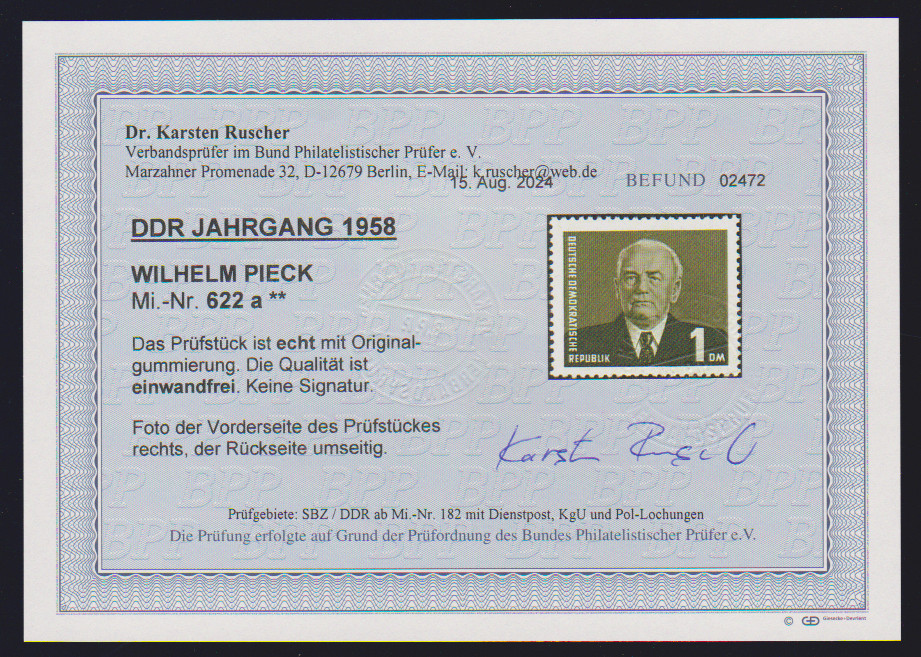 Dr. Karsten Ruscher
Verbandsprüfer im Bund Philatelistischer Prüfer e. V.
Marzahner Promenade 32, D-12679 Berlin, E-Mail: k.ruscher@web.de
15. Aug. 2024
BEFUND 02472
DDR JAHRGANG 1958
WILHELM PIECK
Mi.-Nr. 622 a **
Das Prüfstück ist echt mit Original-
gummierung. Die Qualität ist
einwandfrei. Keine Signatur.
Foto der Vorderseite des Prüfstückes
rechts, der Rückseite umseitig.
DEUTSCHE DEMOKRATISCHE
REPUBLIK
1 DM
Karsten Ruscher
Prüfgebiete: SBZ / DDR ab Mi.-Nr. 182 mit Dienstpost, KgU und Pol-Lochungen
Die Prüfung erfolgte auf Grund der Prüfordnung des Bundes Philatelistischer Prüfer e.V.
© Giesecke+Devrient
BPP